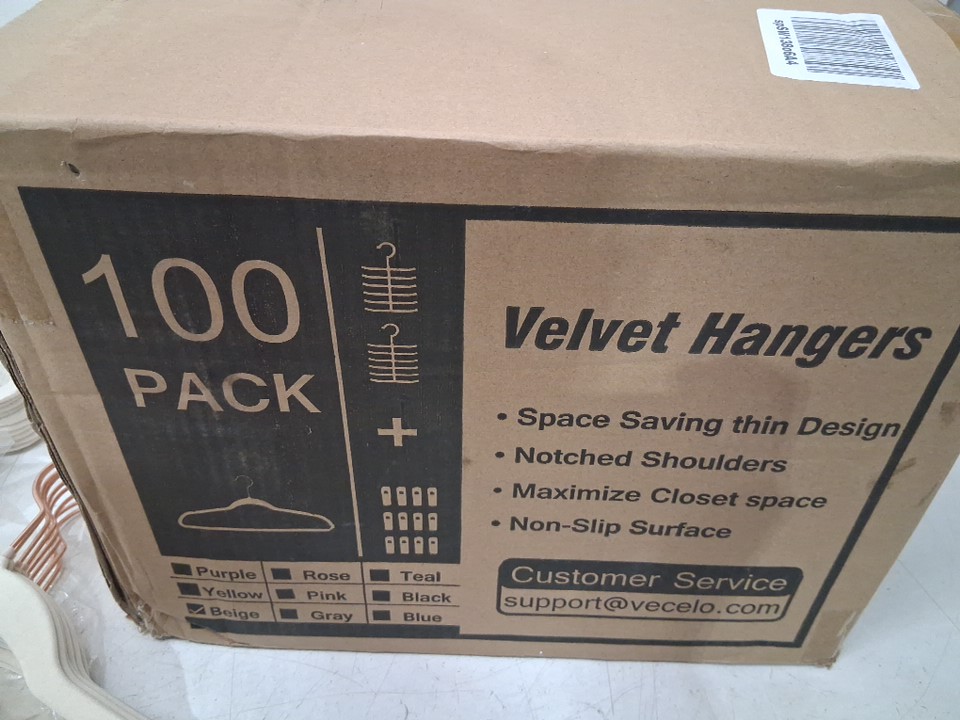 spSM13Bo6A4
100
PACK
+
Velvet Hangers
• Space Saving thin Design
• Notched Shoulders
• Maximize Closet space
• Non-Slip Surface
Customer Service
support@vecelo.com
Purple Rose Teal
Yellow Pink Black
Beige Gray Blue